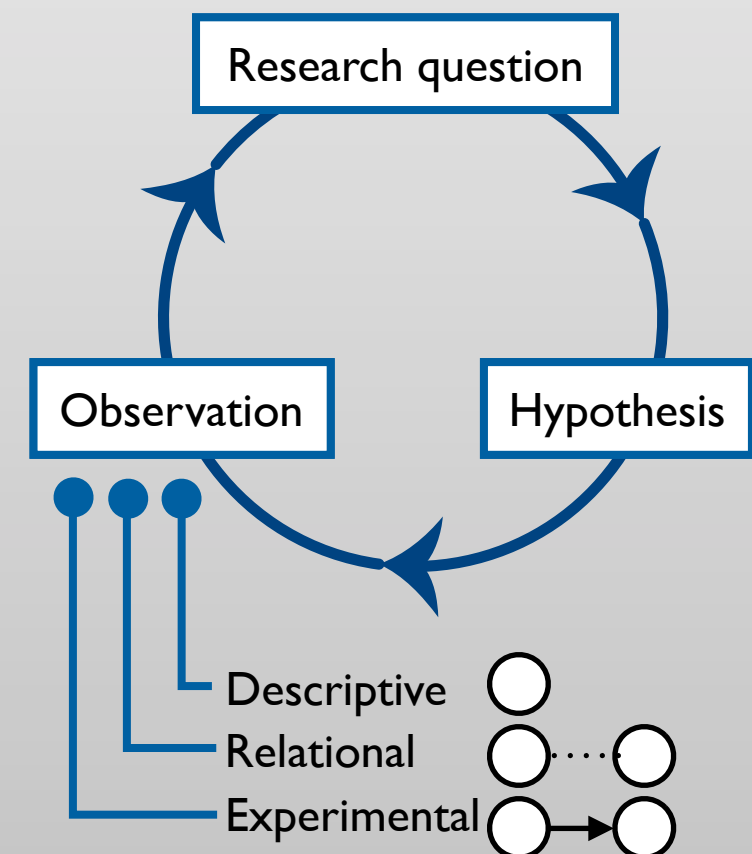 Research question
Observation
Hypothesis
Descriptive
Relational
Experimental